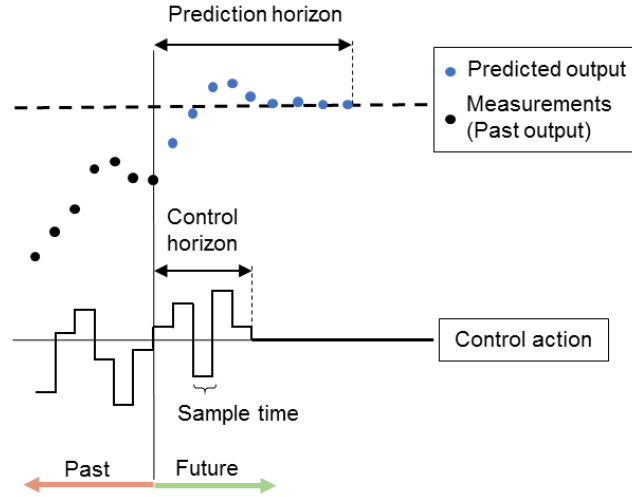 Prediction horizon
Predicted output
Measurements
(Past output)
Control
horizon
Control action
Sample time
Past
Future